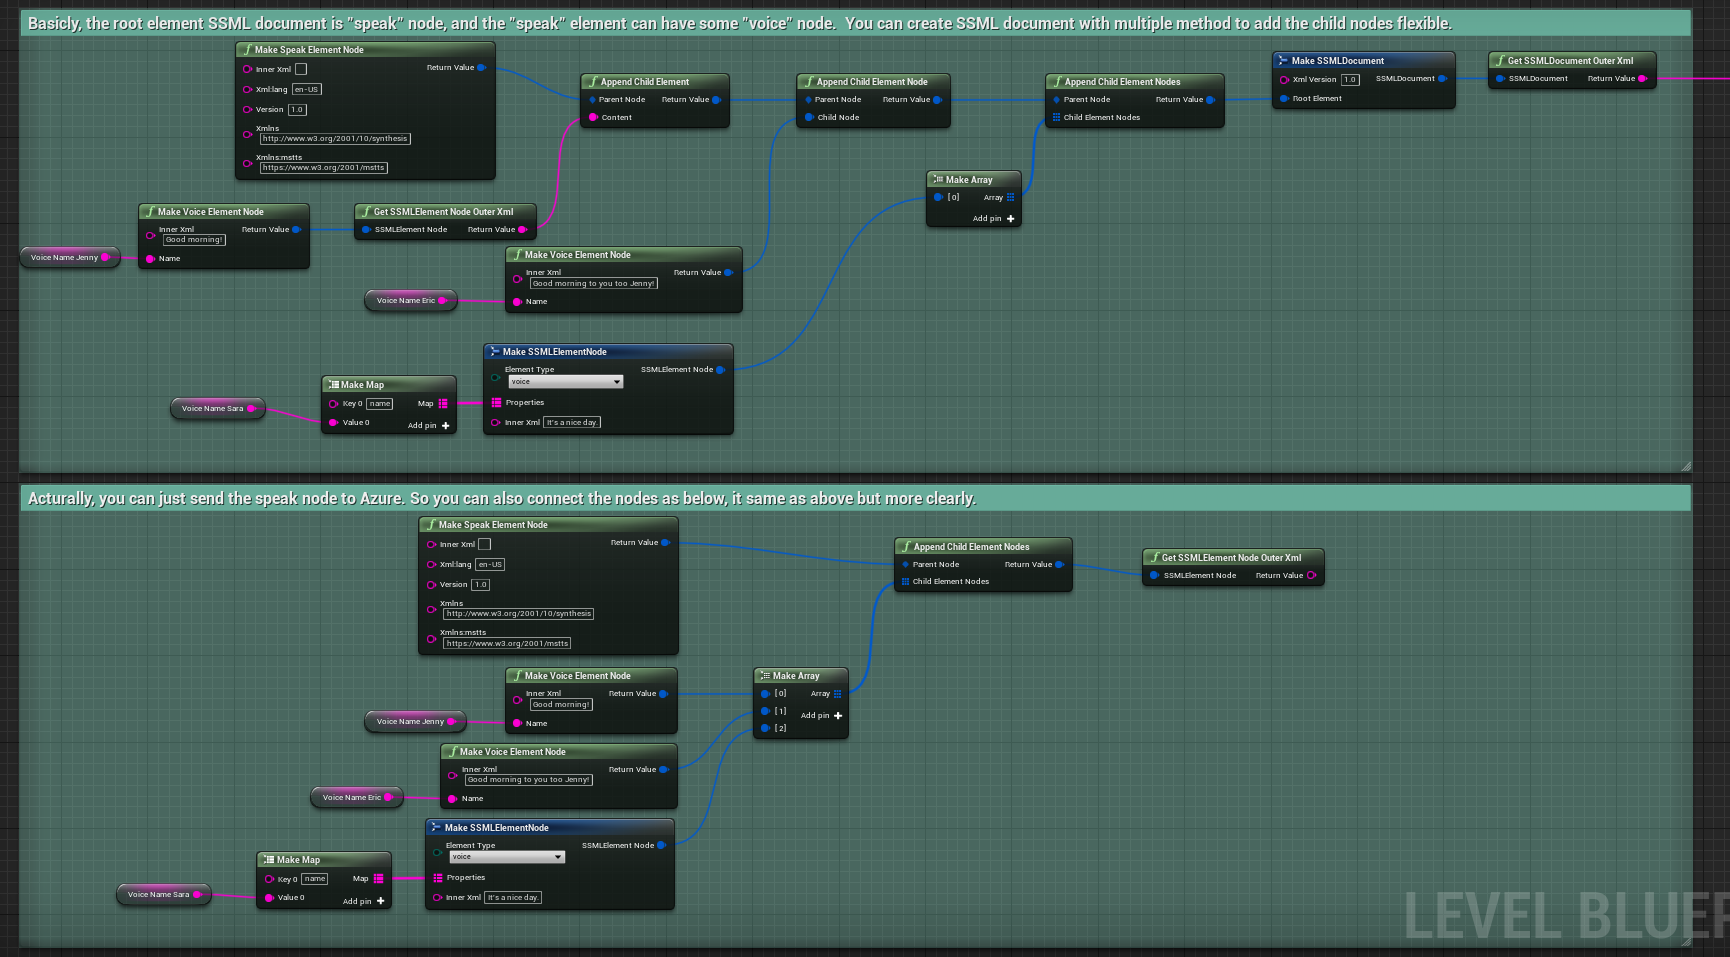 Basicly, the root element SSML document is "speak" node, and the "speak" element can have some "voice" node.  You can create SSML document with multiple method to add the child nodes flexible.
Make Speak Element Node
Inner Xml
Return Value
Xml:lang en-US
Version 1.0
Xmlns
http://www.w3.org/2001/10/synthesis
Xmlns:mstts
https://www.w3.org/2001/mstts
Append Child Element
Parent Node Return Value
Content
Append Child Element Node
Parent Node Return Value
Child Node
Append Child Element Nodes
Parent Node Return Value
Child Element Nodes
Make SSMLDocument
Xml Version 1.0 SSMLDocument
Root Element
Get SSMLDocument Outer Xml
SSMLDocument Return Value
Make Array
[0] Array
Add pin +
Voice Name Jenny
Make Voice Element Node
Inner Xml Return Value
Good morning!
Name
Get SSMLElement Node Outer Xml
SSMLElement Node Return Value
Voice Name Eric
Make Voice Element Node
Inner Xml Return Value
Good morning to you too Jenny!
Name
Voice Name Sara
Make Map
Key 0 name Map
Value 0
Add pin +
Make SSMLElementNode
Element Type SSMLElement Node
voice
Properties
Inner Xml It's a nice day.
Acturally, you can just send the speak node to Azure. So you can also connect the nodes as below, it same as above but more clearly.
Make Speak Element Node
Inner Xml
Return Value
Xml:lang en-US
Version 1.0
Xmlns
http://www.w3.org/2001/10/synthesis
Xmlns:mstts
https://www.w3.org/2001/mstts
Append Child Element Nodes
Parent Node Return Value
Child Element Nodes
Get SSMLElement Node Outer Xml
SSMLElement Node Return Value
Voice Name Jenny
Make Voice Element Node
Inner Xml Return Value
Good morning!
Name
Make Array
[0] Array
[1]
Add pin +
[2]
Voice Name Eric
Make Voice Element Node
Inner Xml Return Value
Good morning to you too Jenny!
Name
Voice Name Sara
Make Map
Key 0 name Map
Value 0
Add pin +
Make SSMLElementNode
Element Type SSMLElement Node
voice
Properties
Inner Xml It's a nice day.
LEVEL BLUEP